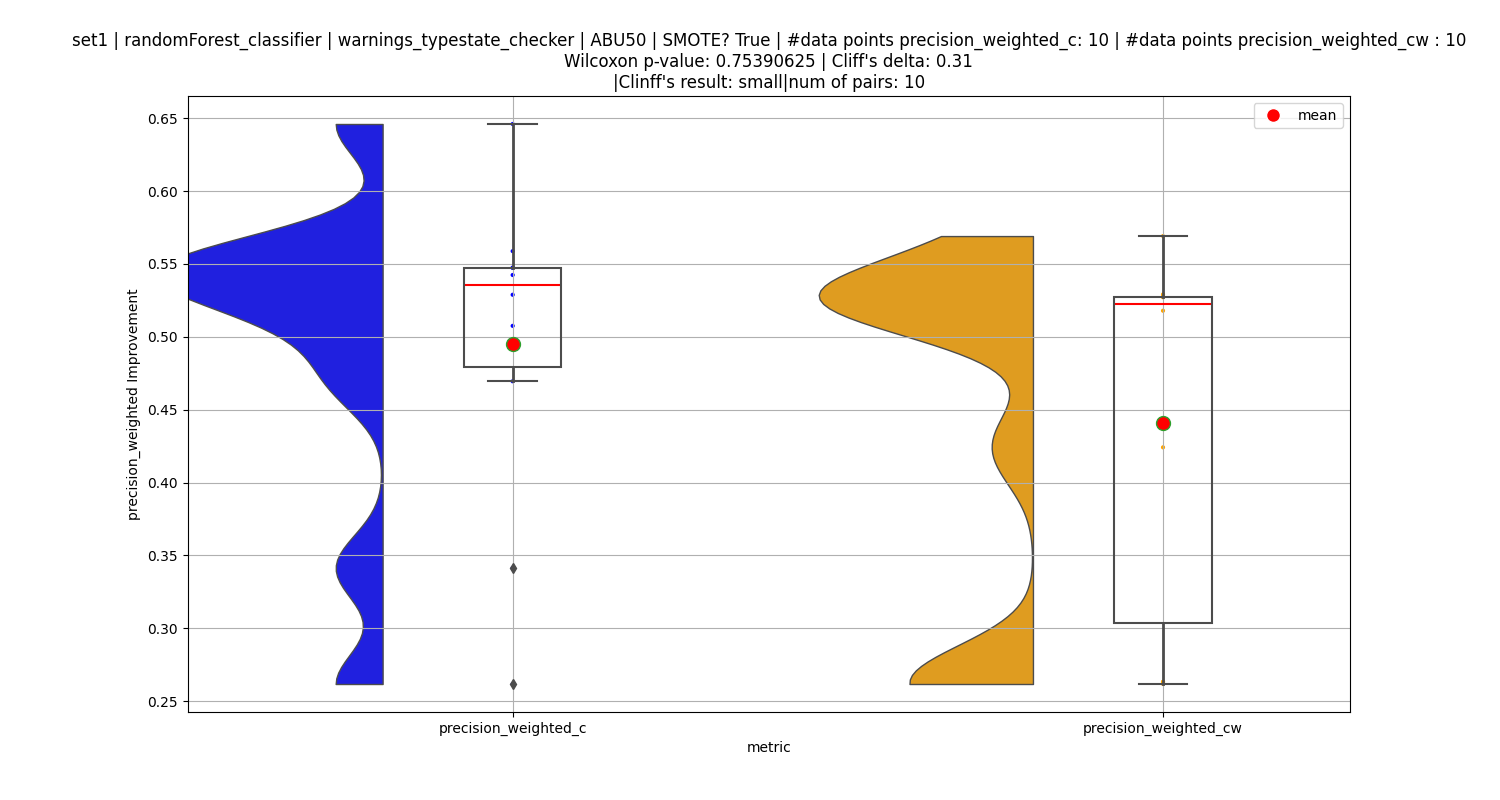 set1 | randomForest_classifier | warnings_typestate_checker | ABU50 | SMOTE? True | #data points precision_weighted_c: 10 | #data points precision_weighted_cw : 10
Wilcoxon p-value: 0.75390625 | Cliff's delta: 0.31
|Clinff's result: small|num of pairs: 10
mean
0.65
0.60
0.55
0.50
0.45
0.40
0.35
0.30
0.25
precision_weighted Improvement
precision_weighted_c
precision_weighted_cw
metric